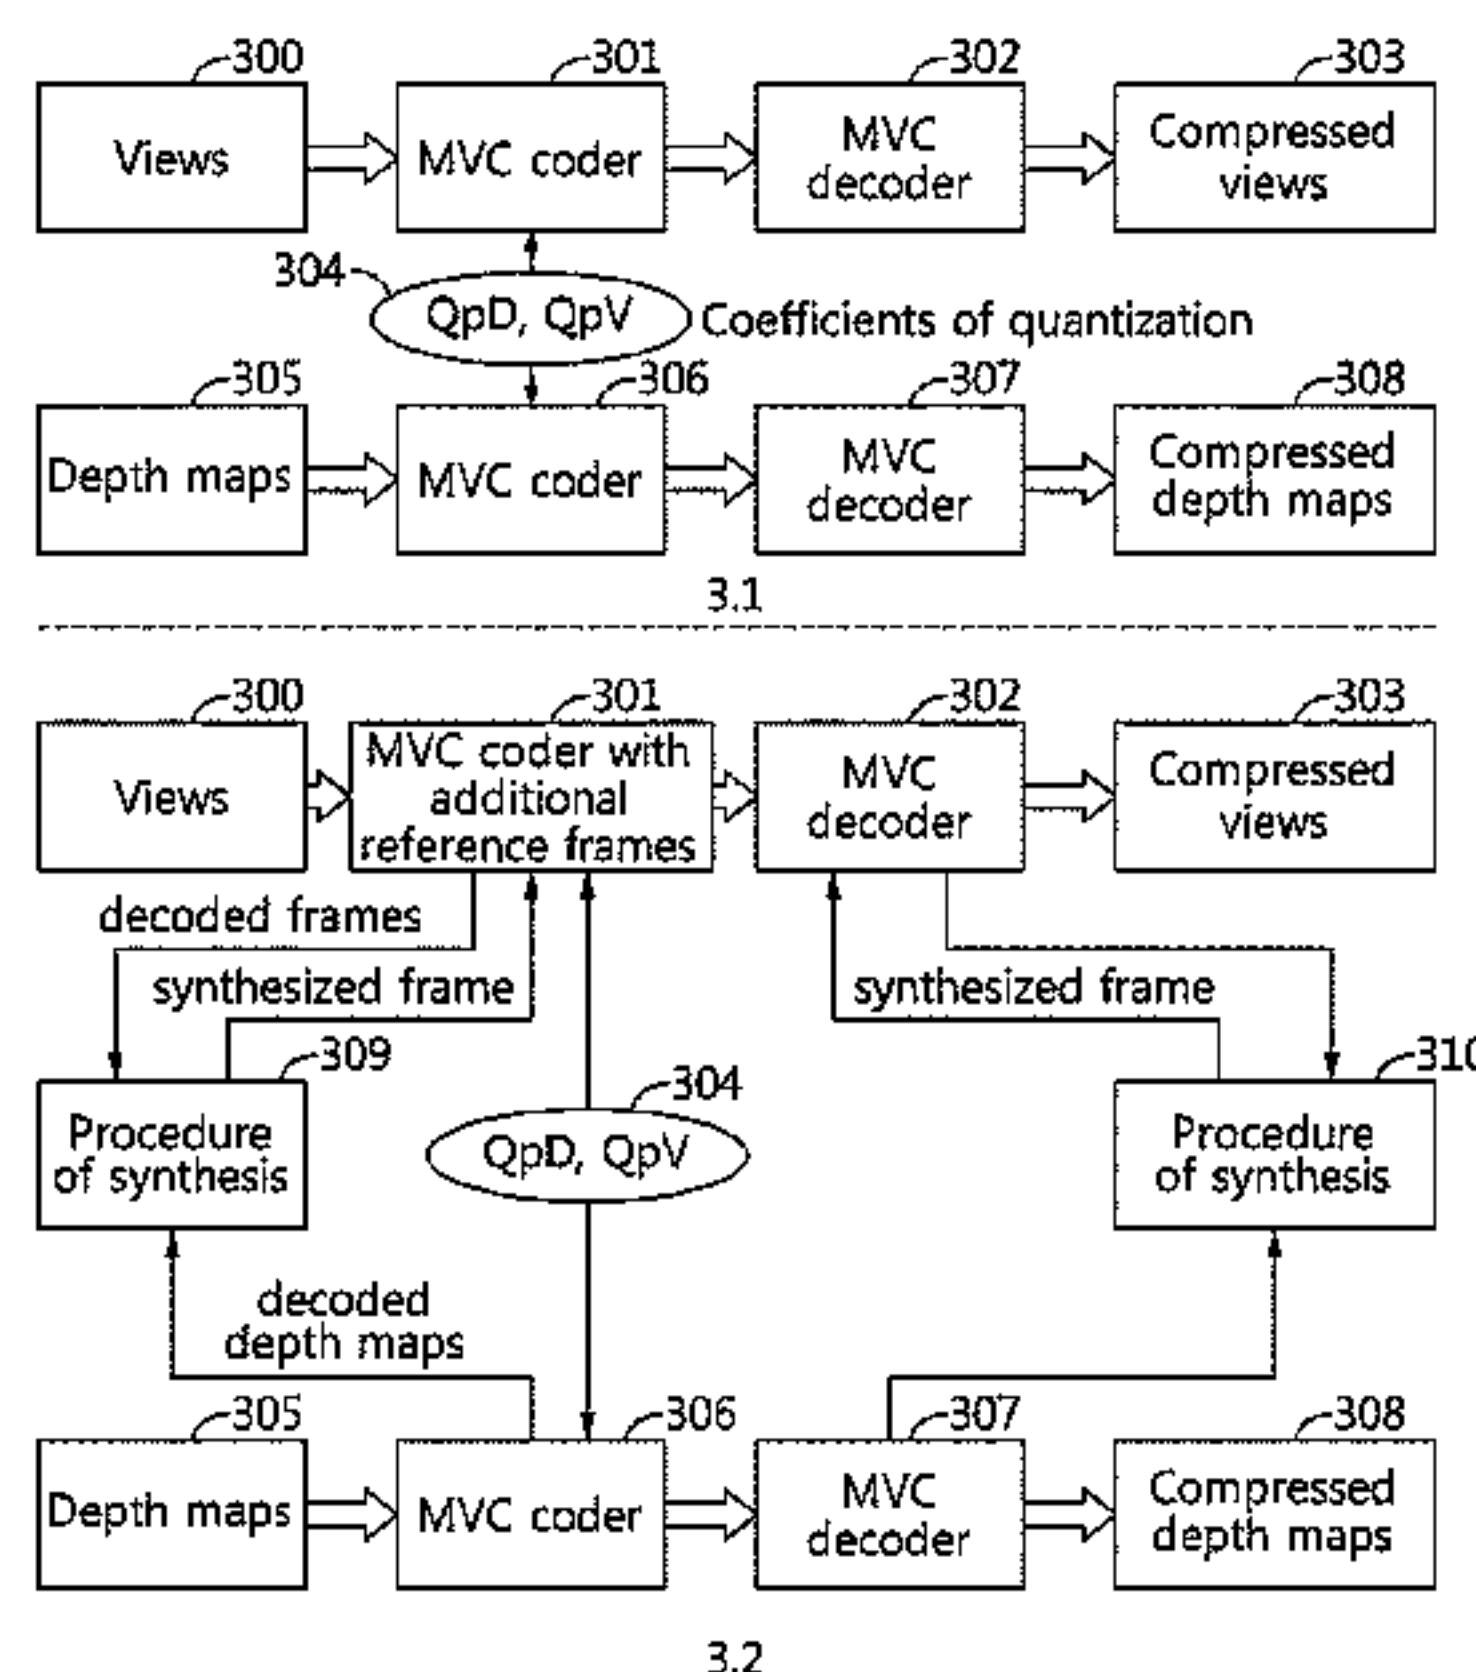 300
301
302
303
Views
MVC coder
MVC
decoder
Compressed
views
304
QpD, QpV
Coefficients of quantization
305
306
307
308
Depth maps
MVC coder
MVC
decoder
Compressed
depth maps
3.1
300
301
302
303
Views
MVC coder with
additional
reference frames
MVC
decoder
Compressed
views
decoded frames
synthesized frame
synthesized frame
309
304
310
Procedure
of synthesis
QpD, QpV
Procedure
of synthesis
decoded
depth maps
305
306
307
308
Depth maps
MVC coder
MVC
decoder
Compressed
depth maps
3.2